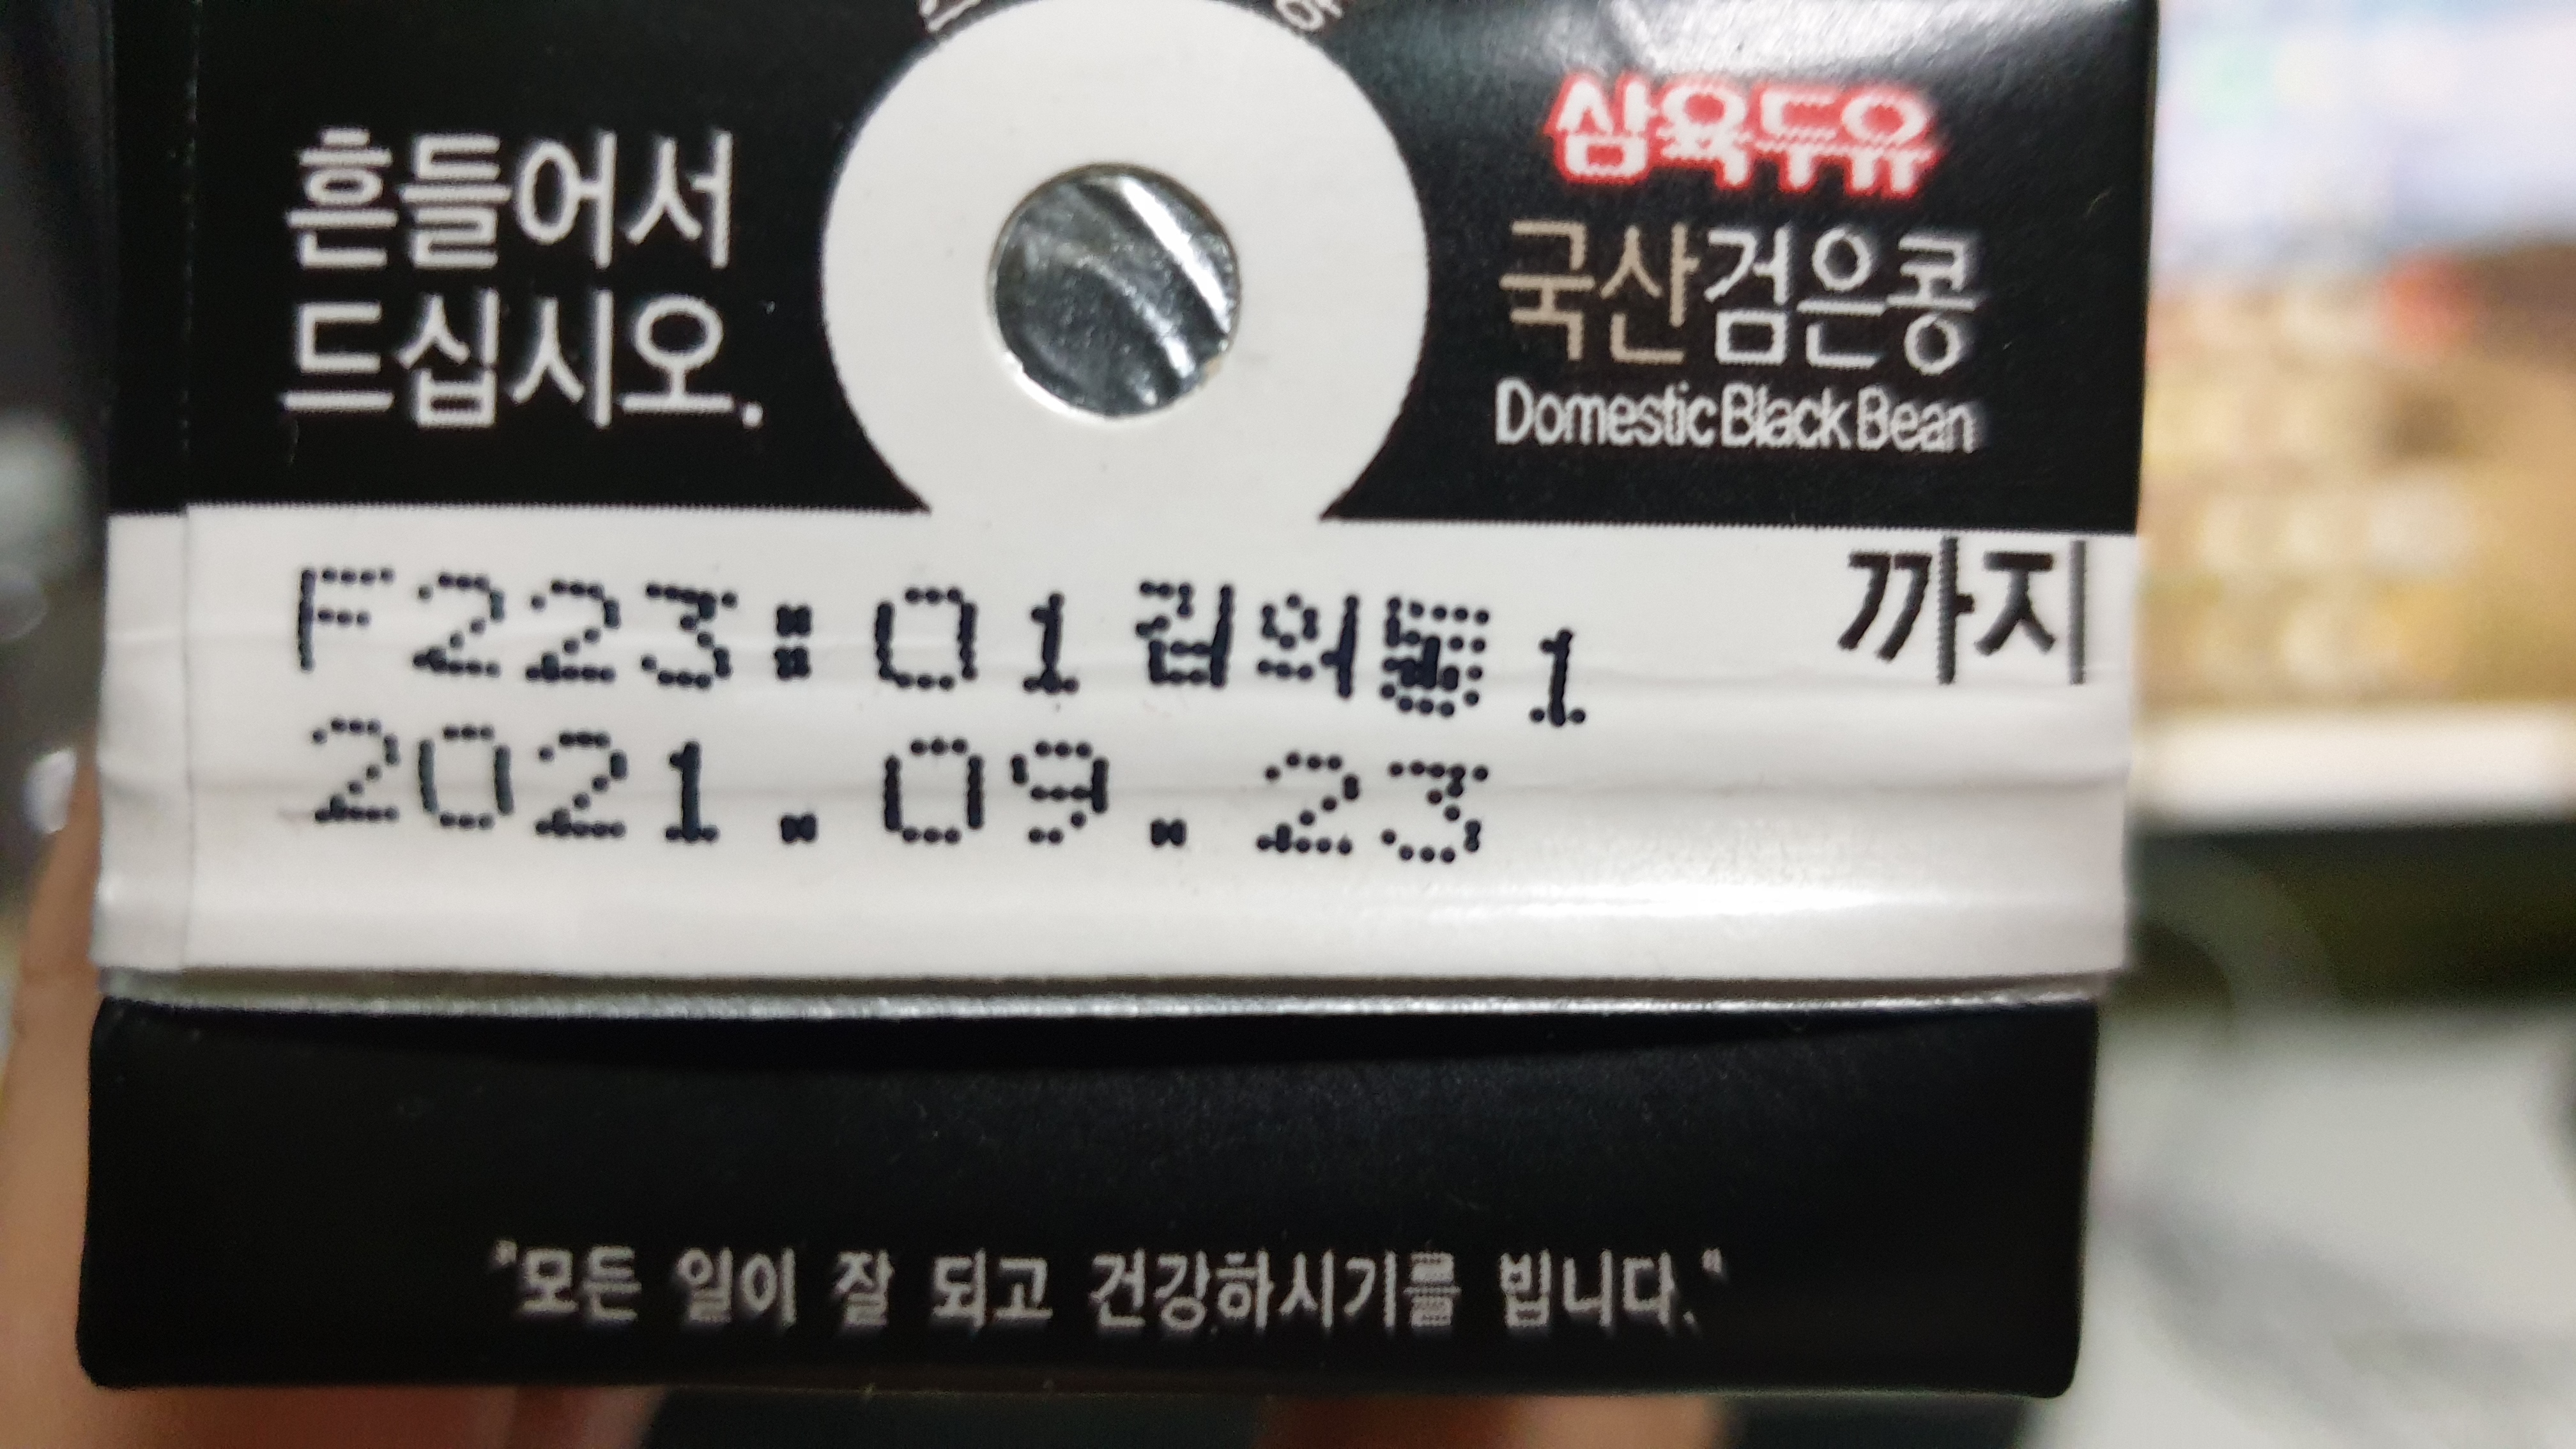 흔들어서
드십시오.
삼육두유
국산검은콩
Domestic Black Bean
까지
F223:01 1
2021.09.23
"모든 일이 잘 되고 건강하시기를 빕니다."